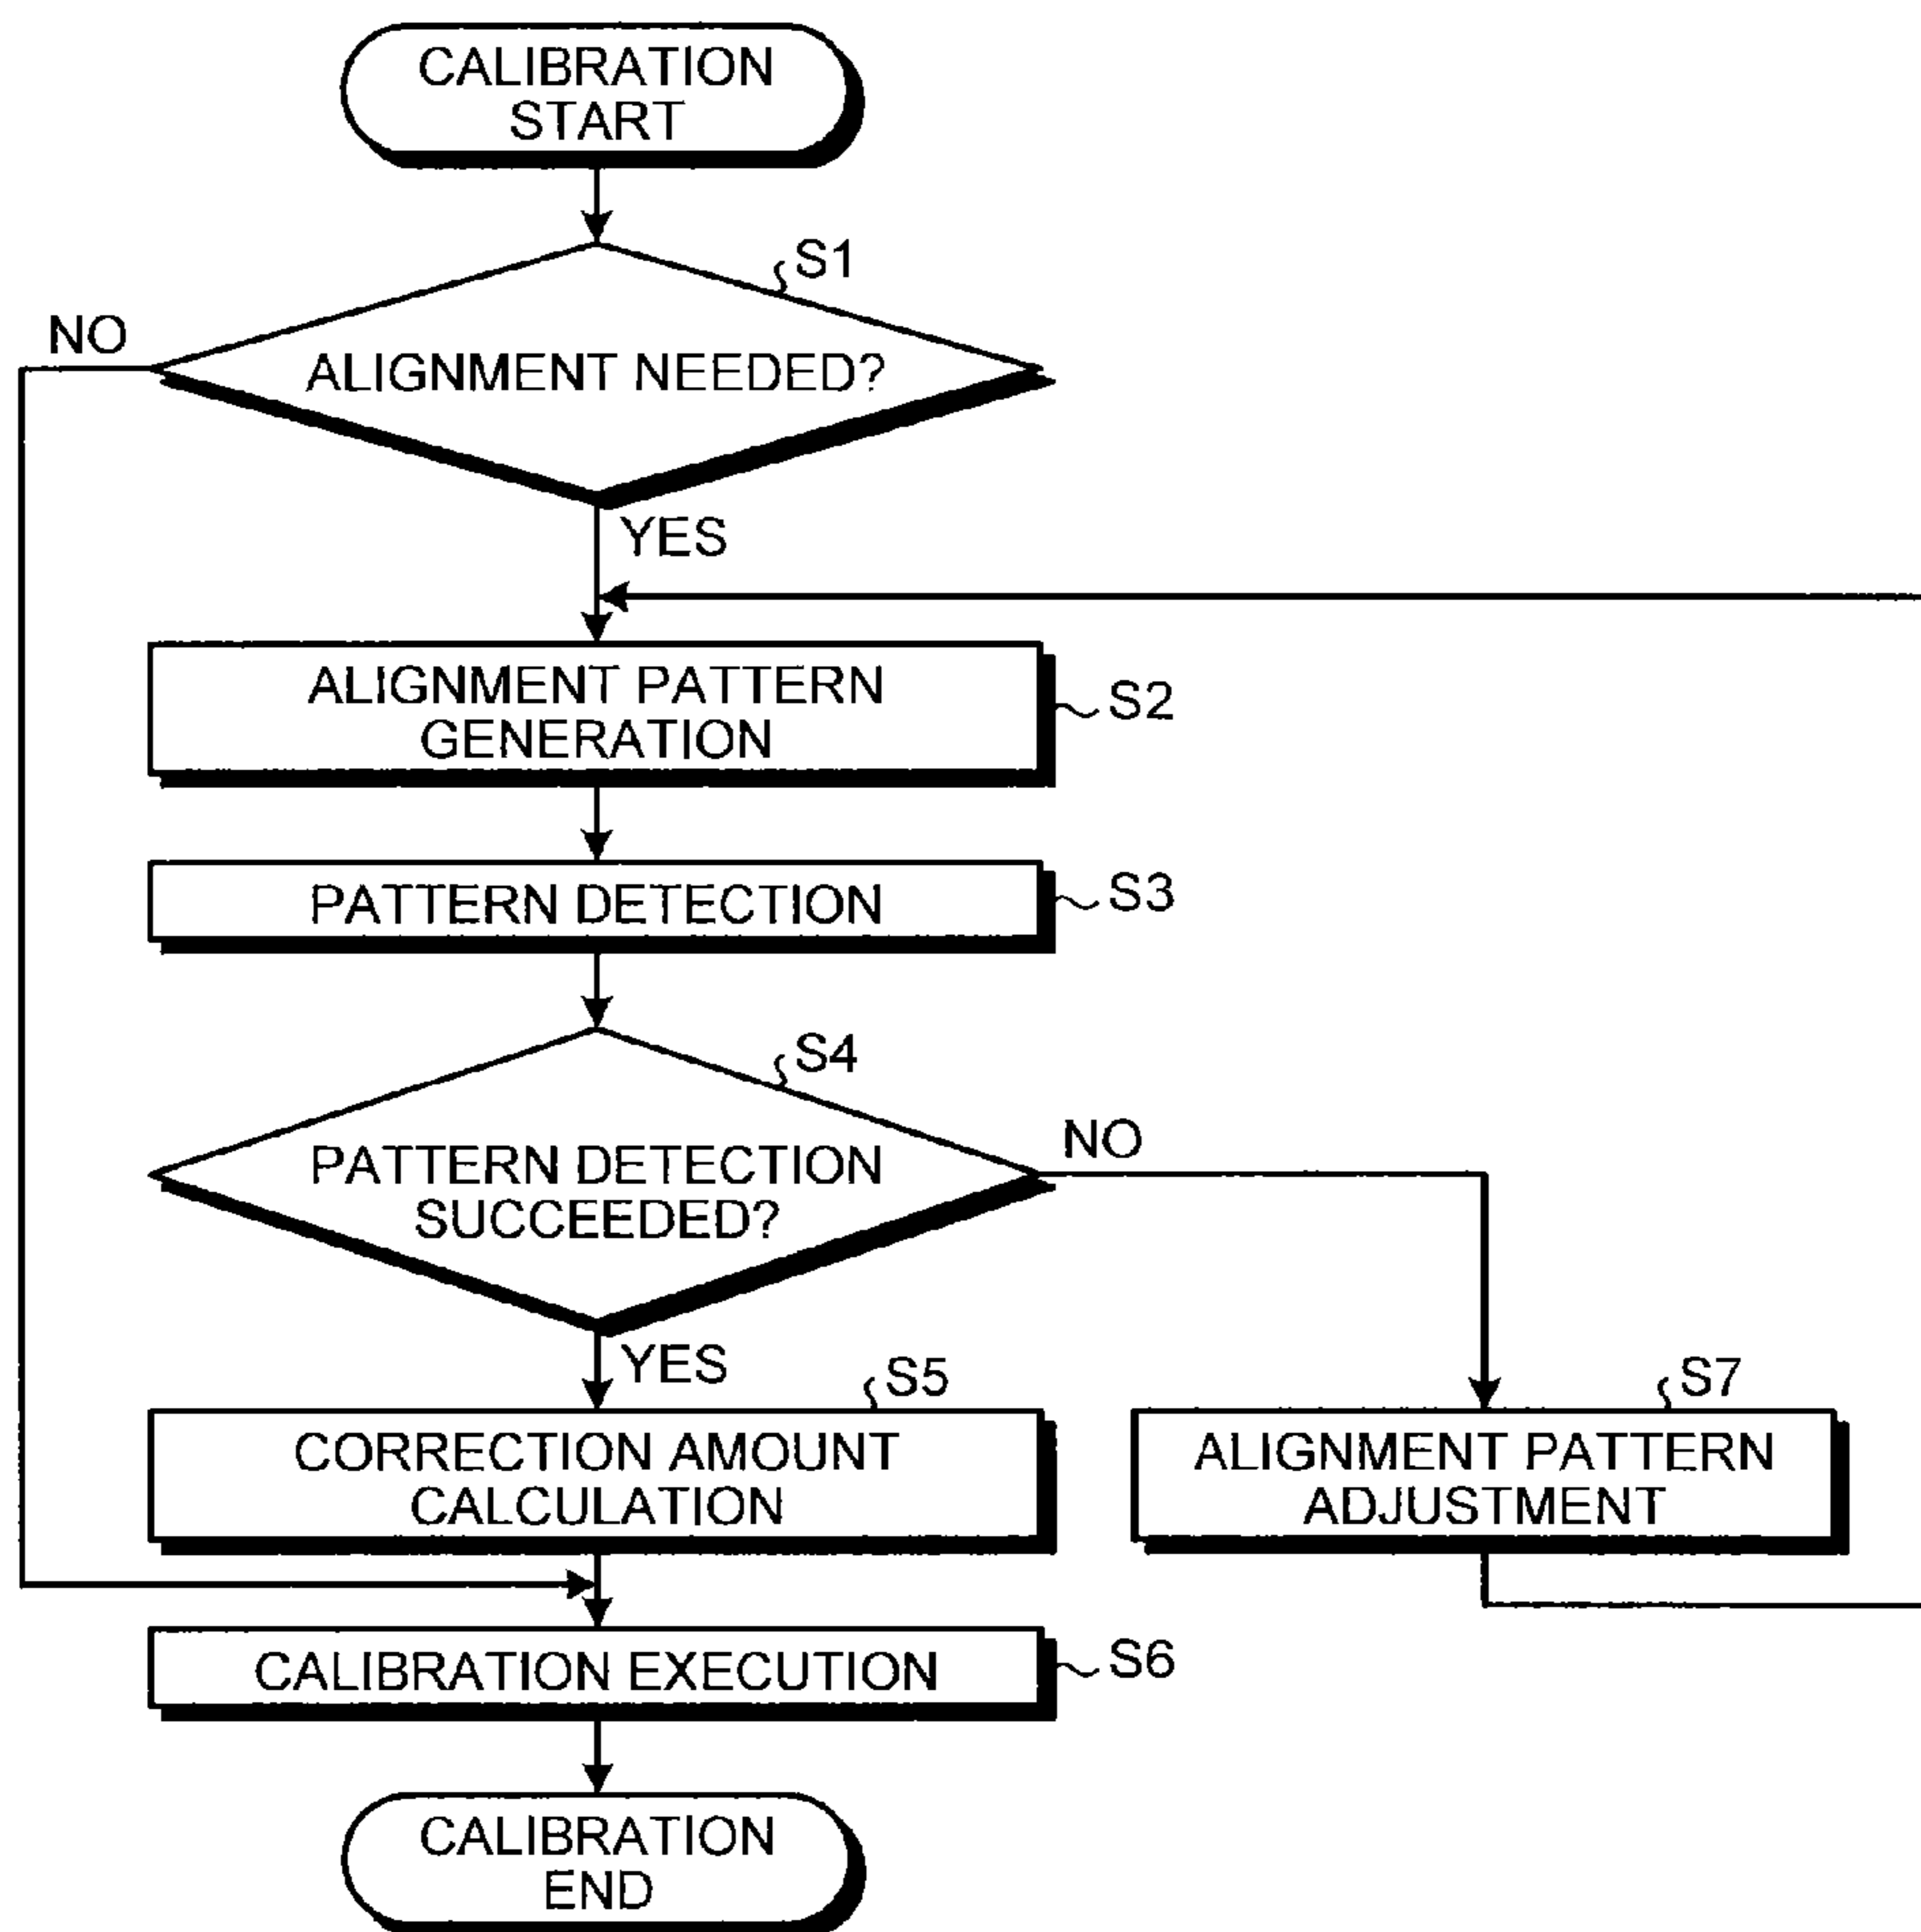 CALIBRATION
START
S1
NO
ALIGNMENT NEEDED?
YES
ALIGNMENT PATTERN
GENERATION
S2
PATTERN DETECTION
S3
S4
NO
PATTERN DETECTION
SUCCEEDED?
YES
S5
S7
CORRECTION AMOUNT
CALCULATION
ALIGNMENT PATTERN
ADJUSTMENT
CALIBRATION EXECUTION
S6
CALIBRATION
END